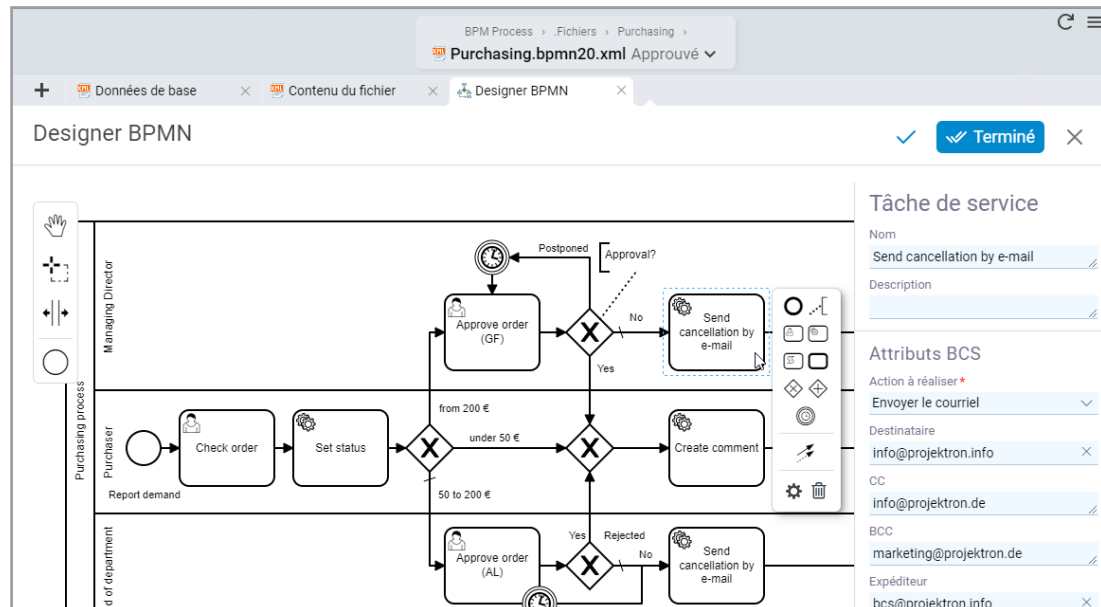 BPM Process › .Fichiers › Purchasing ›
Purchasing.bpmn20.xml Approuvé
Données de base
Contenu du fichier
Designer BPMN
Designer BPMN
Terminé
Purchasing process
Managing Director
Postponed
Approval?
Approve order
(GF)
No
Send
cancellation by
e-mail
Yes
Purchaser
Report demand
Check order
Set status
from 200 €
under 50 €
50 to 200 €
Create comment
d of department
Approve order
(AL)
Yes
Rejected
No
Send
cancellation by
e-mail
Tâche de service
Nom
Send cancellation by e-mail
Description
Attributs BCS
Action à réaliser *
Envoyer le courriel
Destinataire
info@projektron.info
CC
info@projektron.de
BCC
marketing@projektron.de
Expéditeur
bcs@projektron.info